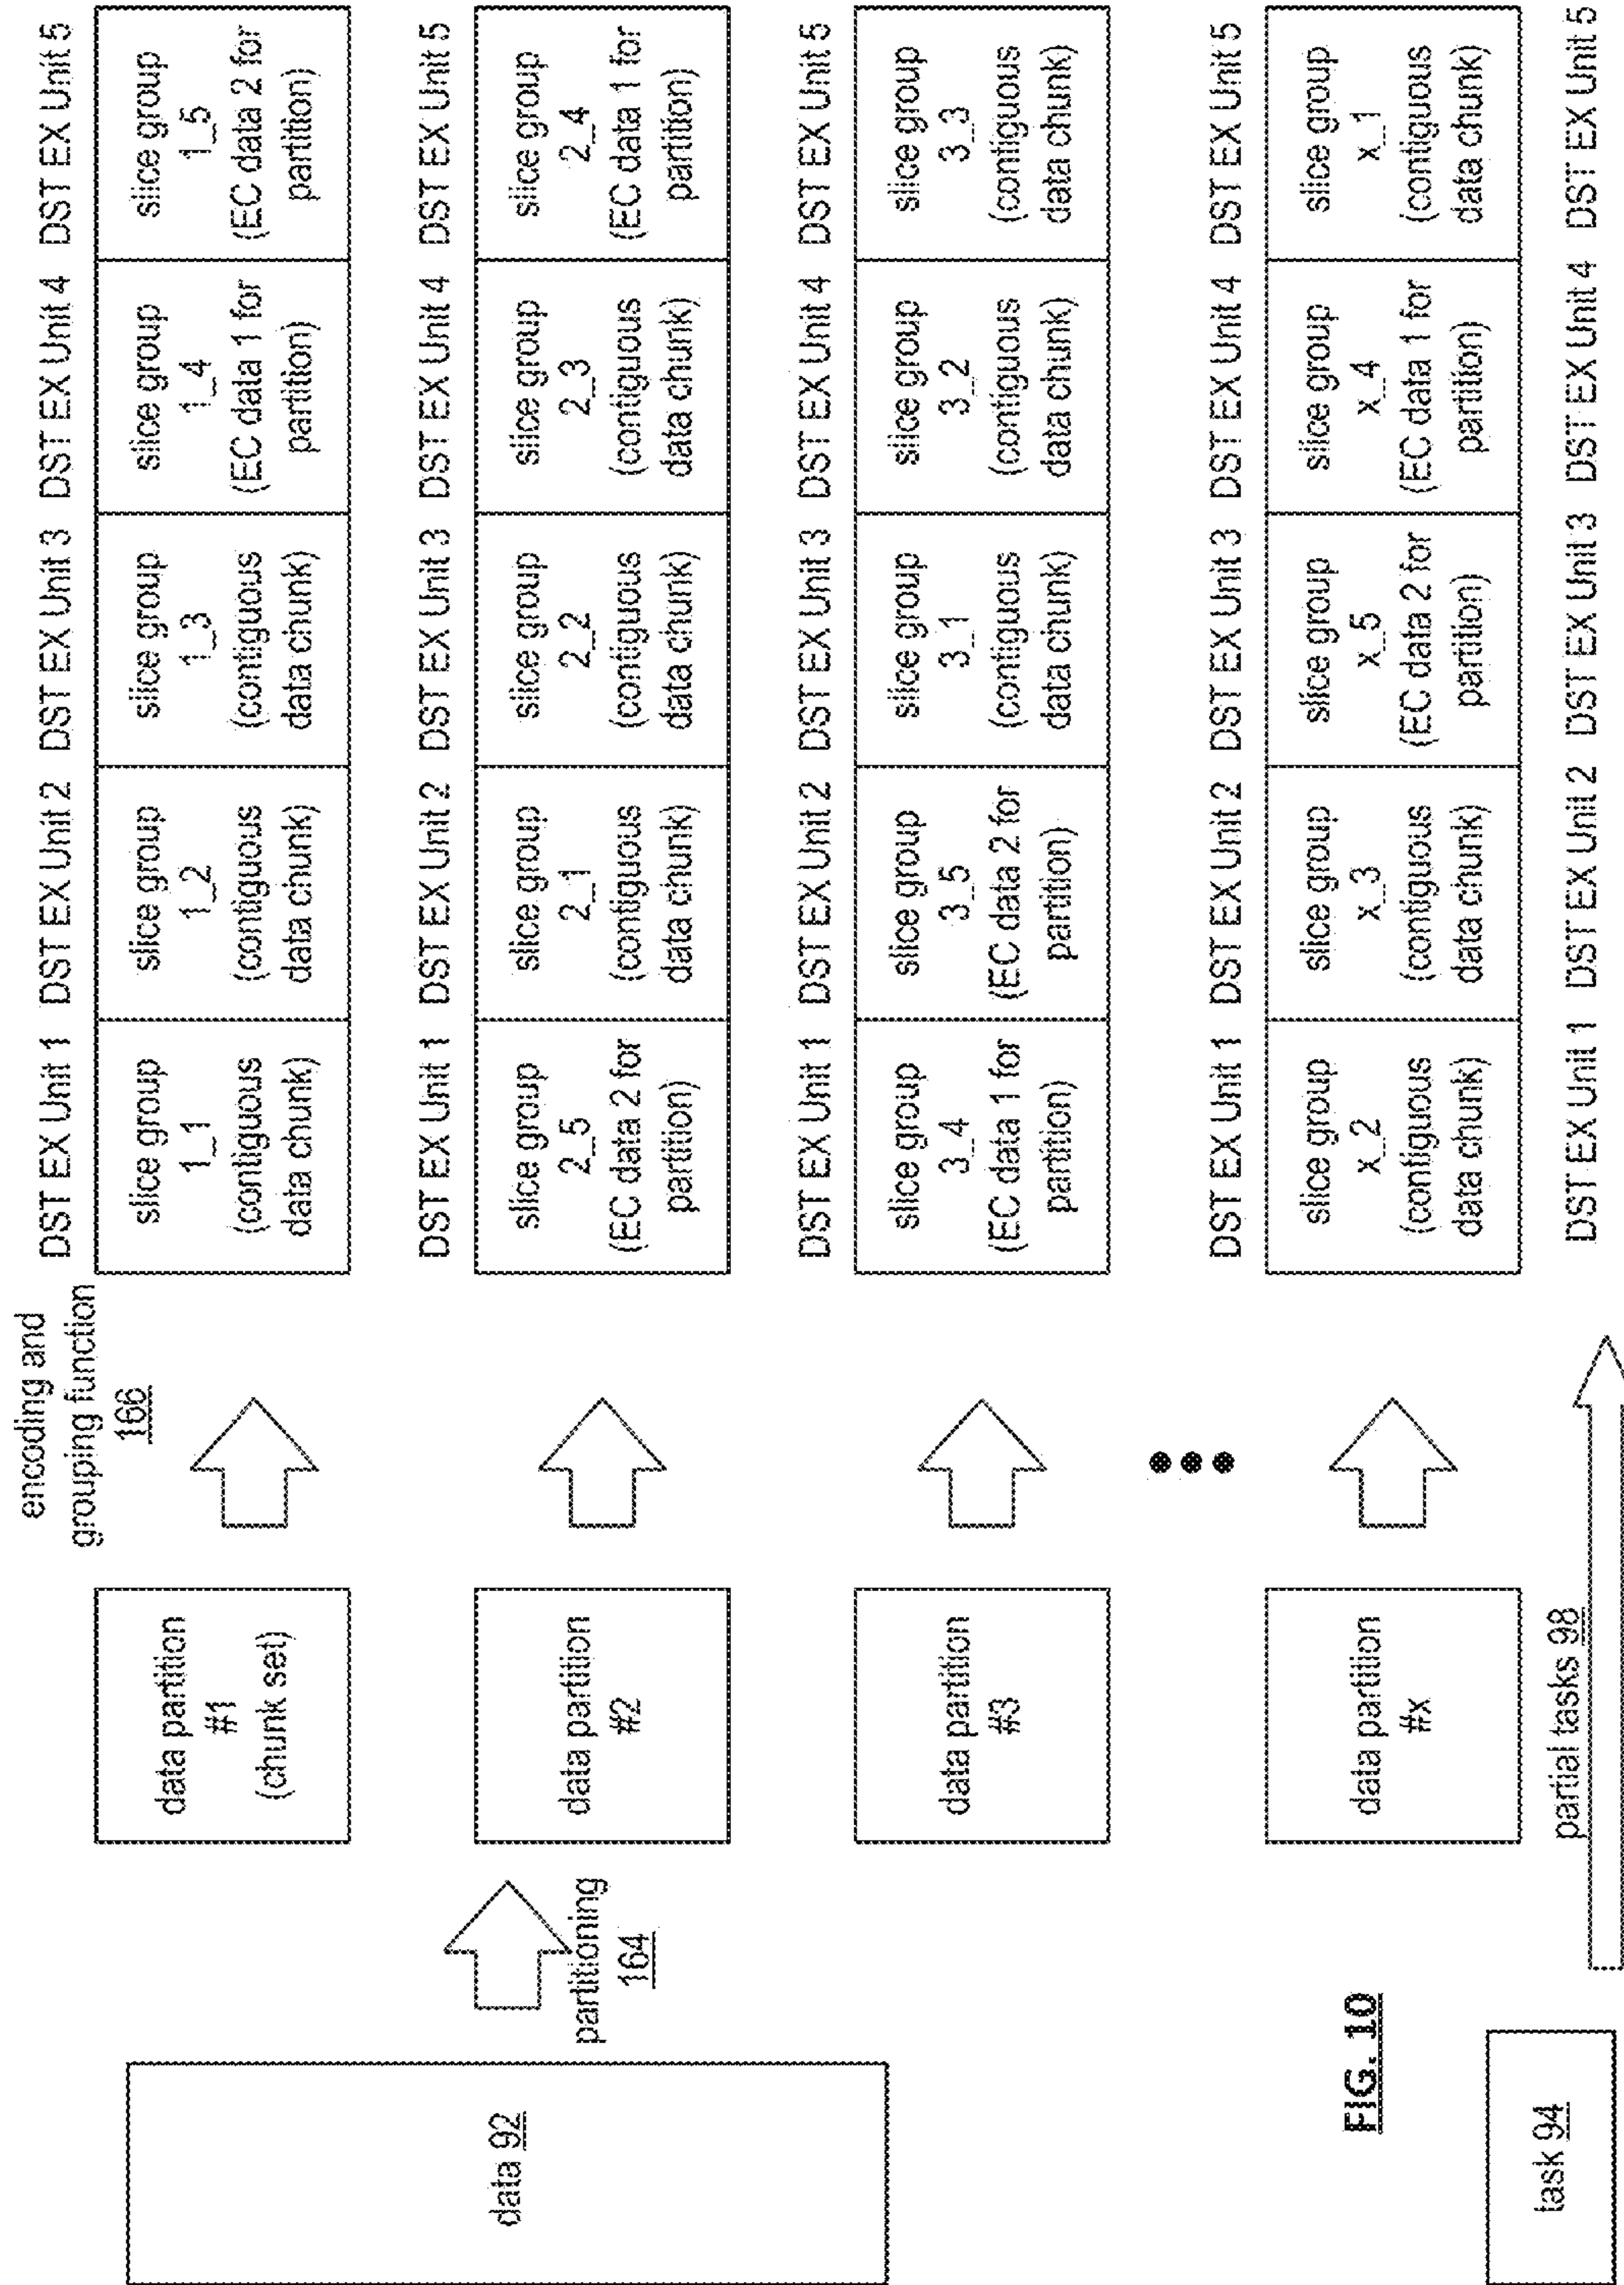 data 92
partitioning
164
data partition
#1
(chunk set)
data partition
#2
data partition
#3
data partition
#x
encoding and
grouping function
166
DST EX Unit 1 DST EX Unit 2 DST EX Unit 3 DST EX Unit 4 DST EX Unit 5
slice group
1_1
(contiguous
data chunk)
slice group
1_2
(contiguous
data chunk)
slice group
1_3
(contiguous
data chunk)
slice group
1_4
(EC data 1 for
partition)
slice group
1_5
(EC data 2 for
partition)
DST EX Unit 1 DST EX Unit 2 DST EX Unit 3 DST EX Unit 4 DST EX Unit 5
slice group
2_5
(EC data 2 for
partition)
slice group
2_1
(contiguous
data chunk)
slice group
2_2
(contiguous
data chunk)
slice group
2_3
(contiguous
data chunk)
slice group
2_4
(EC data 1 for
partition)
DST EX Unit 1 DST EX Unit 2 DST EX Unit 3 DST EX Unit 4 DST EX Unit 5
slice group
3_4
(EC data 1 for
partition)
slice group
3_5
(EC data 2 for
partition)
slice group
3_1
(contiguous
data chunk)
slice group
3_2
(contiguous
data chunk)
slice group
3_3
(contiguous
data chunk)
DST EX Unit 1 DST EX Unit 2 DST EX Unit 3 DST EX Unit 4 DST EX Unit 5
slice group
x_2
(contiguous
data chunk)
slice group
x_3
(contiguous
data chunk)
slice group
x_5
(EC data 2 for
partition)
slice group
x_4
(EC data 1 for
partition)
slice group
x_1
(contiguous
data chunk)
FIG. 10
task 94
partial tasks 98
DST EX Unit 1 DST EX Unit 2 DST EX Unit 3 DST EX Unit 4 DST EX Unit 5